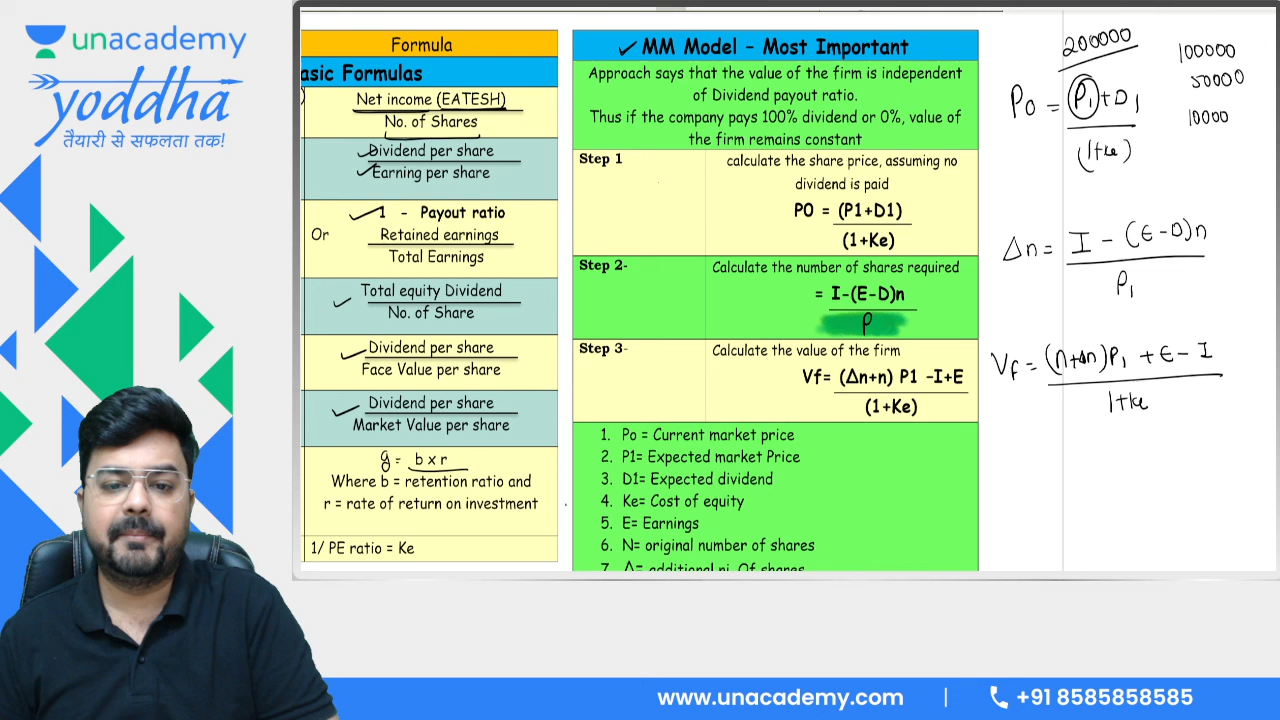 unacademy
yoddha
तैयारी से सफलता तक!
Formula
asic Formulas
Net income (EATESH)
No. of Shares
Dividend per share
Earning per share
1 - Payout ratio
Or Retained earnings
Total Earnings
Total equity Dividend
No. of Share
Dividend per share
Face Value per share
Dividend per share
Market Value per share
g = b x r
Where b = retention ratio and
r = rate of return on investment
1/ PE ratio = Ke
✓ MM Model - Most Important
Approach says that the value of the firm is independent
of Dividend payout ratio.
Thus if the company pays 100% dividend or 0%, value of
the firm remains constant
Step 1 calculate the share price, assuming no
dividend is paid
P0 = (P1+D1)
(1+Ke)
Step 2- Calculate the number of shares required
= I-(E-D)n
P
Step 3- Calculate the value of the firm
Vf= (Δn+n) P1 -I+E
(1+Ke)
1. Po = Current market price
2. P1= Expected market Price
3. D1= Expected dividend
4. Ke= Cost of equity
5. E= Earnings
6. N= original number of shares
7. Δ= additional ni. Of shares
200000
P0 = P1+D1
(1+ke)
100000
50000
10000
Δn= I - (E-D)n
P1
Vf = (n+Δn)P1 + E - I
1+ke
www.unacademy.com | +91 8585858585